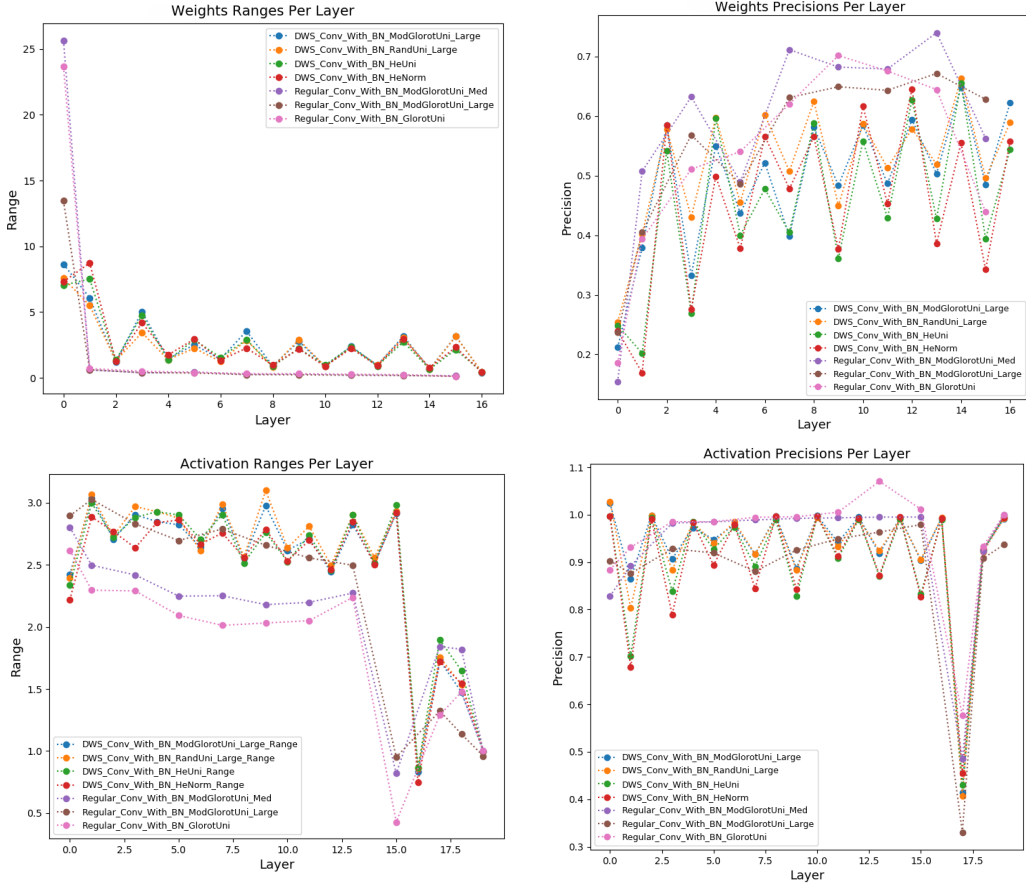 Weights Ranges Per Layer
25
20
15
10
5
0
Range
0 2 4 6 8 10 12 14 16
Layer
DWS_Conv_With_BN_ModGlorotUni_Large
DWS_Conv_With_BN_RandUni_Large
DWS_Conv_With_BN_HeUni
DWS_Conv_With_BN_HeNorm
Regular_Conv_With_BN_ModGlorotUni_Med
Regular_Conv_With_BN_ModGlorotUni_Large
Regular_Conv_With_BN_GlorotUni
Weights Precisions Per Layer
0.7
0.6
0.5
0.4
0.3
0.2
Precision
0 2 4 6 8 10 12 14 16
Layer
DWS_Conv_With_BN_ModGlorotUni_Large
DWS_Conv_With_BN_RandUni_Large
DWS_Conv_With_BN_HeUni
DWS_Conv_With_BN_HeNorm
Regular_Conv_With_BN_ModGlorotUni_Med
Regular_Conv_With_BN_ModGlorotUni_Large
Regular_Conv_With_BN_GlorotUni
Activation Ranges Per Layer
3.0
2.5
2.0
1.5
1.0
0.5
Range
0.0 2.5 5.0 7.5 10.0 12.5 15.0 17.5
Layer
DWS_Conv_With_BN_ModGlorotUni_Large_Range
DWS_Conv_With_BN_RandUni_Large_Range
DWS_Conv_With_BN_HeUni_Range
DWS_Conv_With_BN_HeNorm_Range
Regular_Conv_With_BN_ModGlorotUni_Med
Regular_Conv_With_BN_ModGlorotUni_Large
Regular_Conv_With_BN_GlorotUni
Activation Precisions Per Layer
1.1
1.0
0.9
0.8
0.7
0.6
0.5
0.4
0.3
Precision
0.0 2.5 5.0 7.5 10.0 12.5 15.0 17.5
Layer
DWS_Conv_With_BN_ModGlorotUni_Large
DWS_Conv_With_BN_RandUni_Large
DWS_Conv_With_BN_HeUni
DWS_Conv_With_BN_HeNorm
Regular_Conv_With_BN_ModGlorotUni_Med
Regular_Conv_With_BN_ModGlorotUni_Large
Regular_Conv_With_BN_GlorotUni